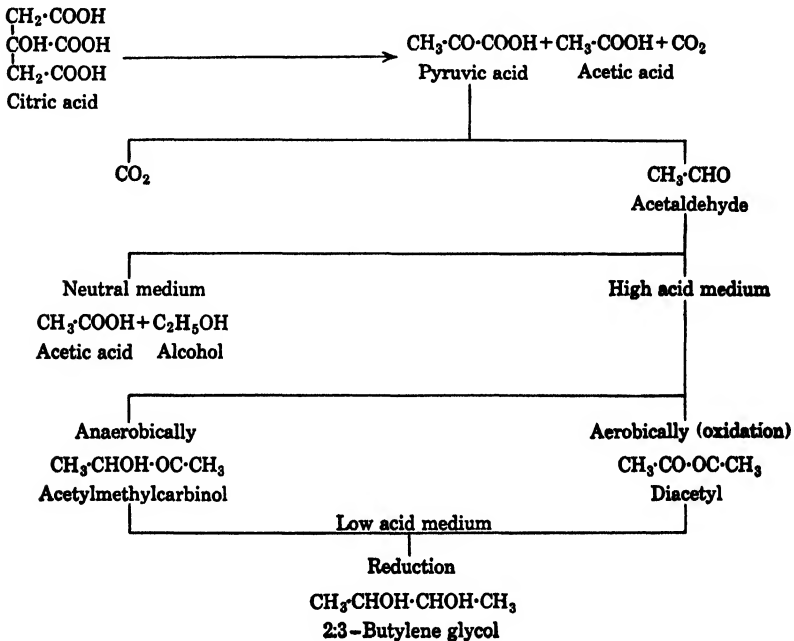 CH₂·COOH
COH·COOH
CH₂·COOH
Citric acid
CH₃·CO·COOH+CH₃·COOH+CO₂
Pyruvic acid Acetic acid
CO₂
CH₃·CHO
Acetaldehyde
Neutral medium
High acid medium
CH₃·COOH+C₂H₅OH
Acetic acid Alcohol
Anaerobically
Aerobically (oxidation)
CH₃·CHOH·OC·CH₃
CH₃·CO·OC·CH₃
Acetylmethylcarbinol
Diacetyl
Low acid medium
Reduction
CH₃·CHOH·CHOH·CH₃
2:3–Butylene glycol